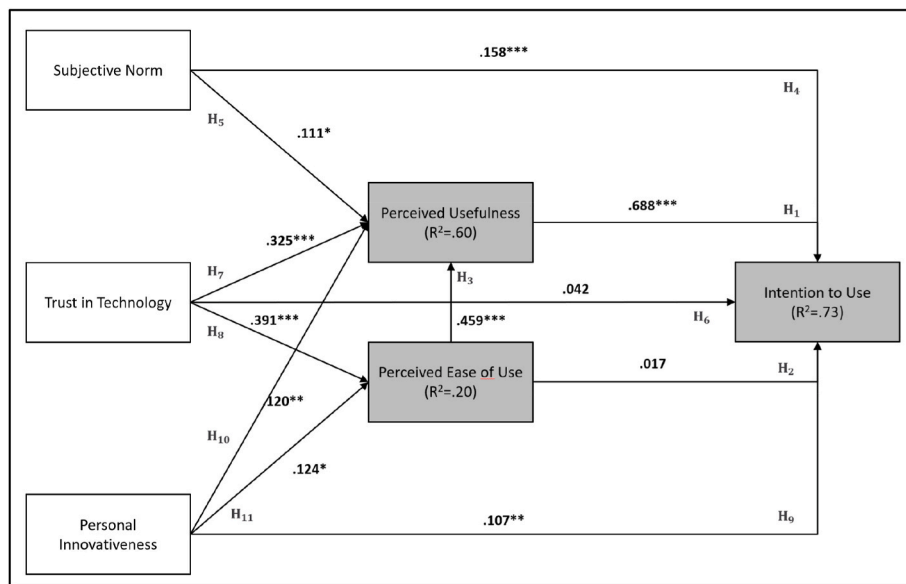 .158***
Subjective Norm
H4
H5
.111*
Perceived Usefulness
(R²=.60)
.688***
H1
.325***
H7
H3
Trust in Technology
.042
Intention to Use
(R²=.73)
H6
.391***
.459***
H8
Perceived Ease of Use
(R²=.20)
.017
H2
120**
H10
.124*
H11
Personal
Innovativeness
.107**
H9